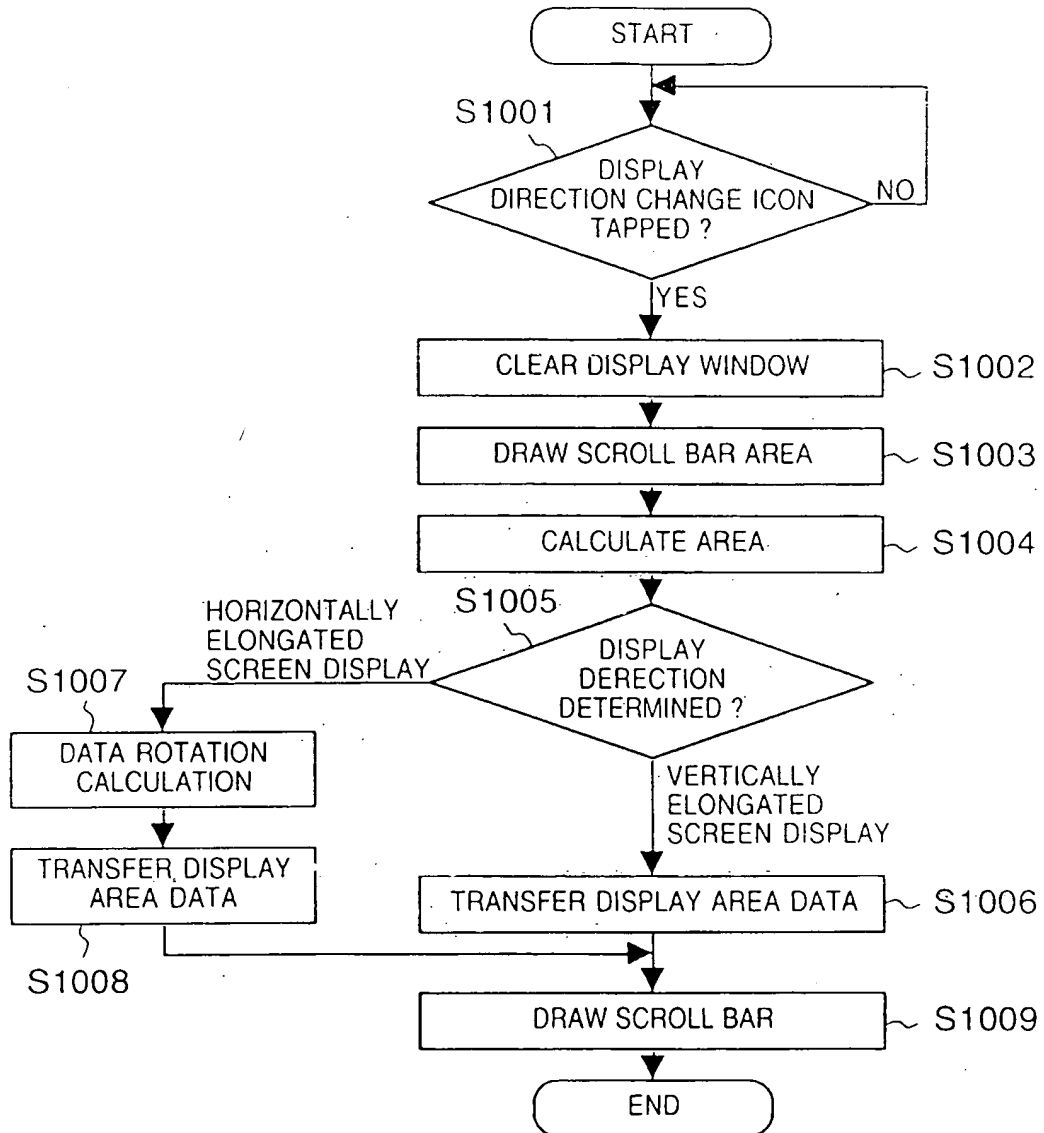 START
S1001
DISPLAY
DIRECTION CHANGE ICON
TAPPED ?
NO
YES
CLEAR DISPLAY WINDOW
S1002
DRAW SCROLL BAR AREA
S1003
CALCULATE AREA
S1004
S1005
HORIZONTALLY
ELONGATED
SCREEN DISPLAY
DISPLAY
DERECTION
DETERMINED ?
S1007
DATA ROTATION
CALCULATION
VERTICALLY
ELONGATED
SCREEN DISPLAY
TRANSFER DISPLAY
AREA DATA
S1008
TRANSFER DISPLAY AREA DATA
S1006
DRAW SCROLL BAR
S1009
END